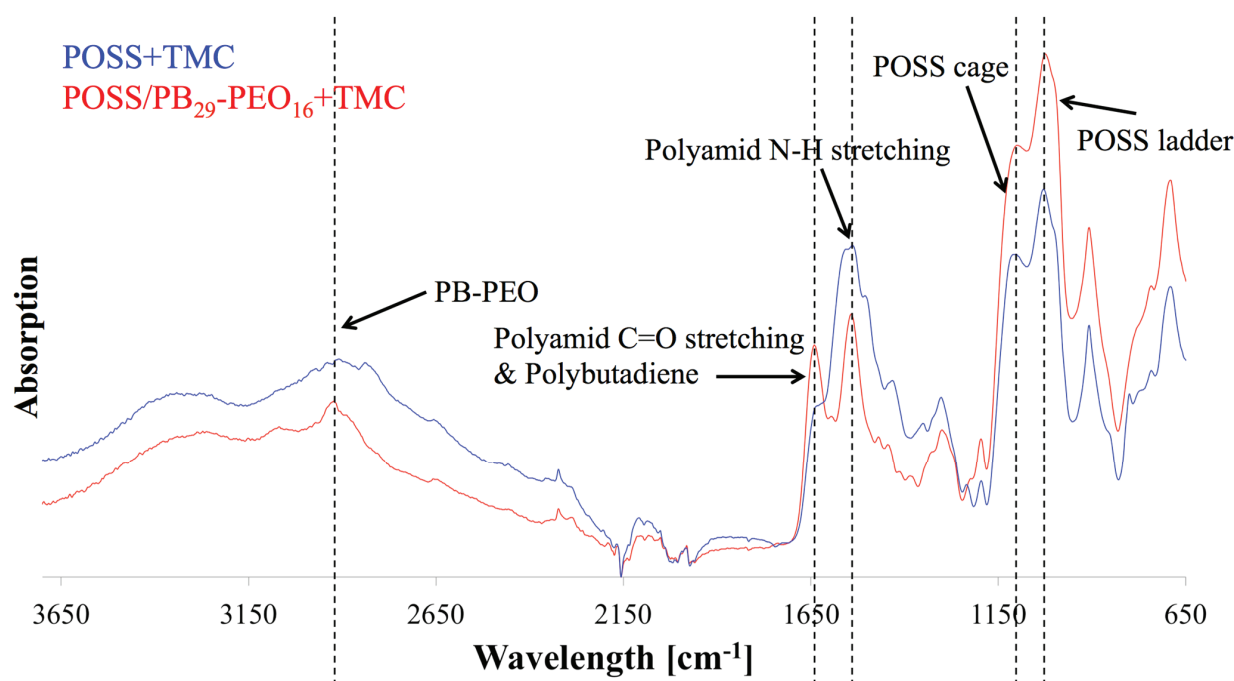 POSS+TMC
POSS/PB29-PEO16+TMC
POSS cage
POSS ladder
Polyamid N-H stretching
PB-PEO
Polyamid C=O stretching
& Polybutadiene
Absorption
3650 3150 2650 2150 1650 1150 650
Wavelength [cm-1]